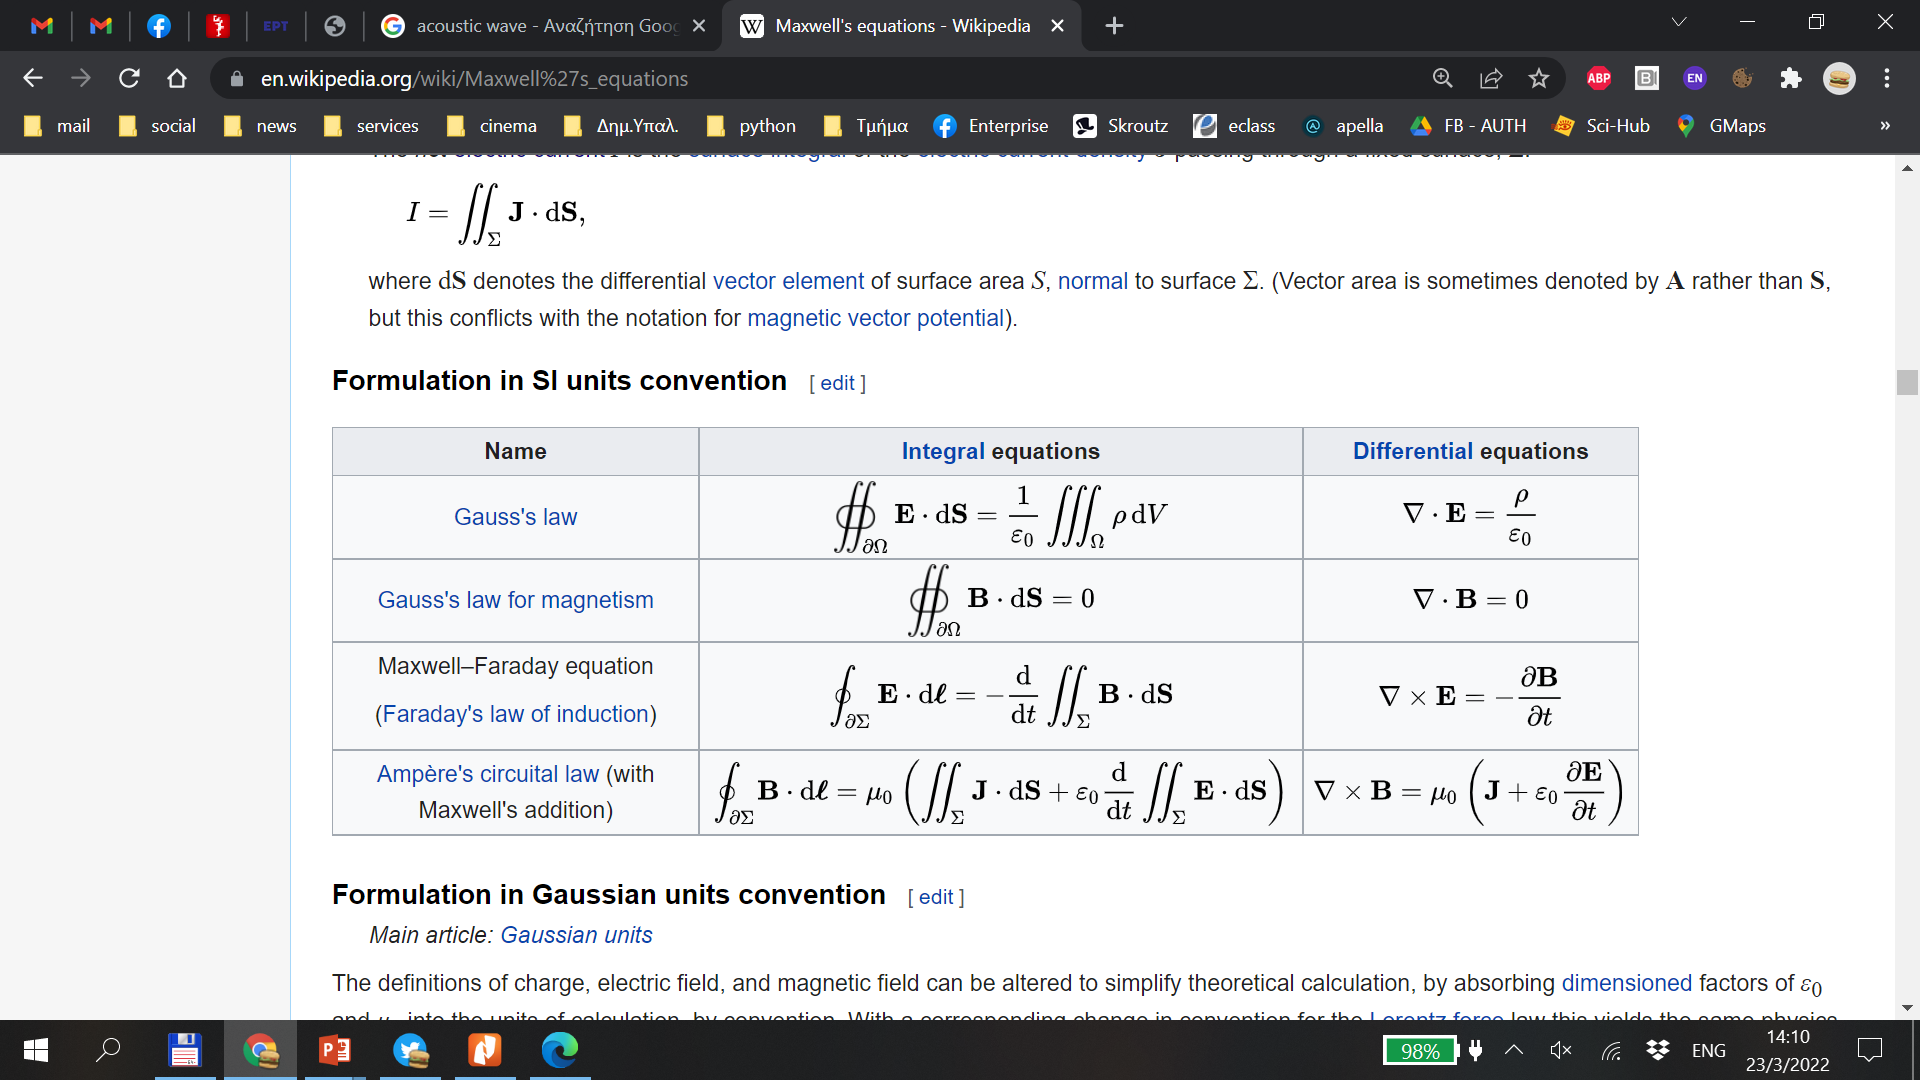 EPT
acoustic wave - Αναζήτηση Goog
W Maxwell's equations - Wikipedia
en.wikipedia.org/wiki/Maxwell%27s_equations
ABP B EN
mail social news services cinema Δημ.Υπαλ. python Τμήμα Enterprise Skroutz eclass apella FB - AUTH Sci-Hub GMaps »
I = ∬_Σ J · dS,
where dS denotes the differential vector element of surface area S, normal to surface Σ. (Vector area is sometimes denoted by A rather than S,
but this conflicts with the notation for magnetic vector potential).
Formulation in SI units convention [ edit ]
Name Integral equations Differential equations
Gauss's law ∯_∂Ω E · dS = 1/ε₀ ∭_Ω ρ dV ∇ · E = ρ/ε₀
Gauss's law for magnetism ∯_∂Ω B · dS = 0 ∇ · B = 0
Maxwell–Faraday equation
(Faraday's law of induction) ∮_∂Σ E · dℓ = − d/dt ∬_Σ B · dS ∇ × E = − ∂B/∂t
Ampère's circuital law (with
Maxwell's addition) ∮_∂Σ B · dℓ = μ₀ (∬_Σ J · dS + ε₀ d/dt ∬_Σ E · dS) ∇ × B = μ₀ (J + ε₀ ∂E/∂t)
Formulation in Gaussian units convention [ edit ]
Main article: Gaussian units
The definitions of charge, electric field, and magnetic field can be altered to simplify theoretical calculation, by absorbing dimensioned factors of ε₀
98% ENG
14:10
23/3/2022